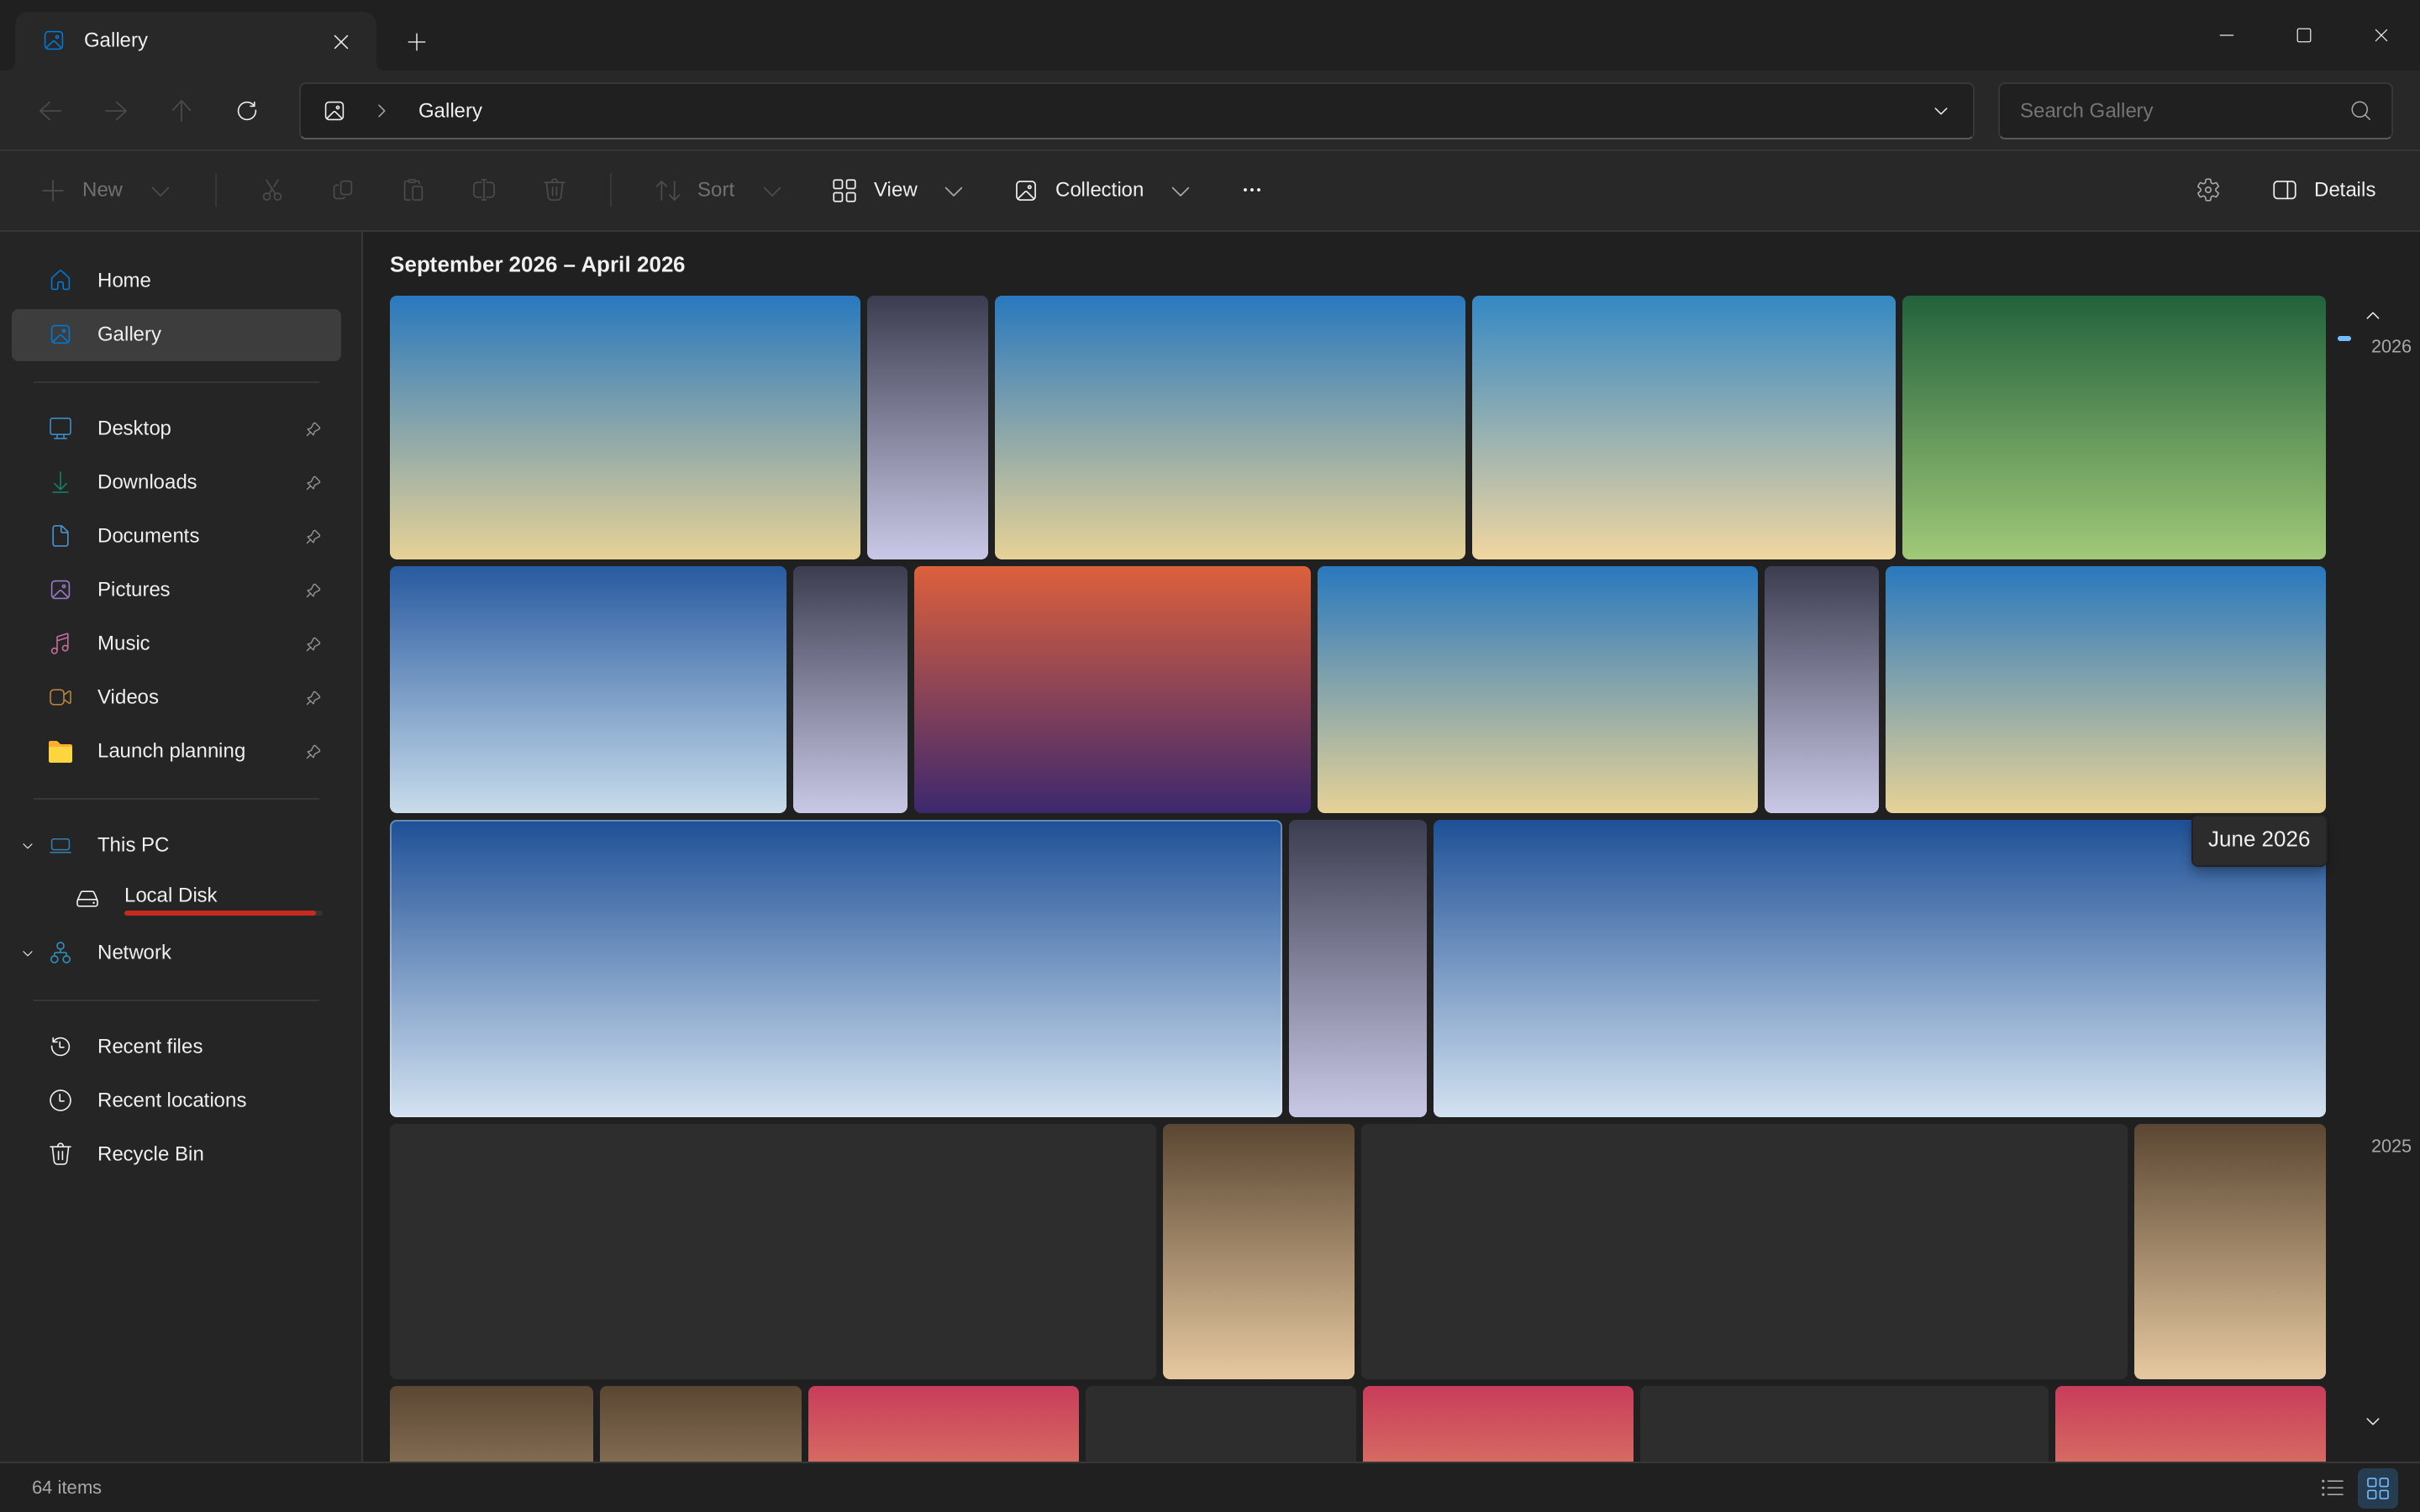 Gallery
Gallery
Search Gallery
New
Sort
View
Collection
Details
Home
Gallery
Desktop
Downloads
Documents
Pictures
Music
Videos
Launch planning
This PC
Local Disk
Network
Recent files
Recent locations
Recycle Bin
September 2026 – April 2026
2026
June 2026
2025
64 items